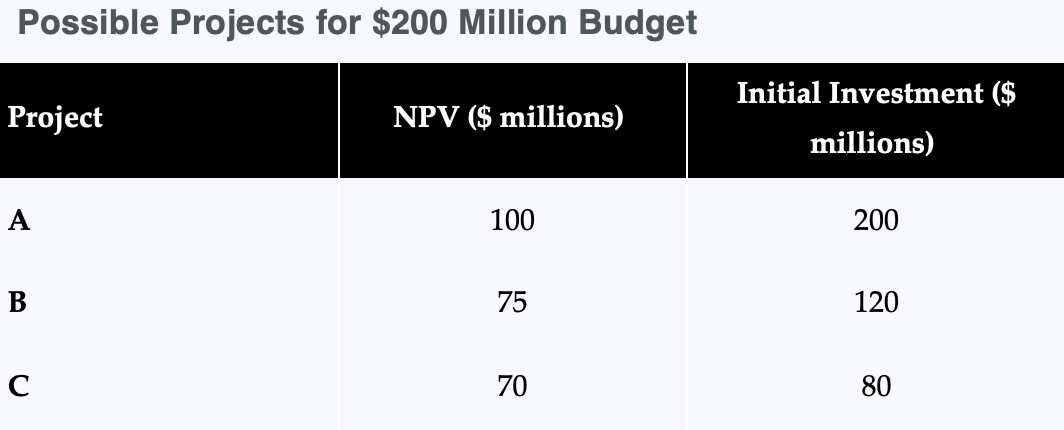 Possible Projects for $200 Million Budget
Project NPV ($ millions) Initial Investment ($
millions)
A 100 200
B 75 120
C 70 80